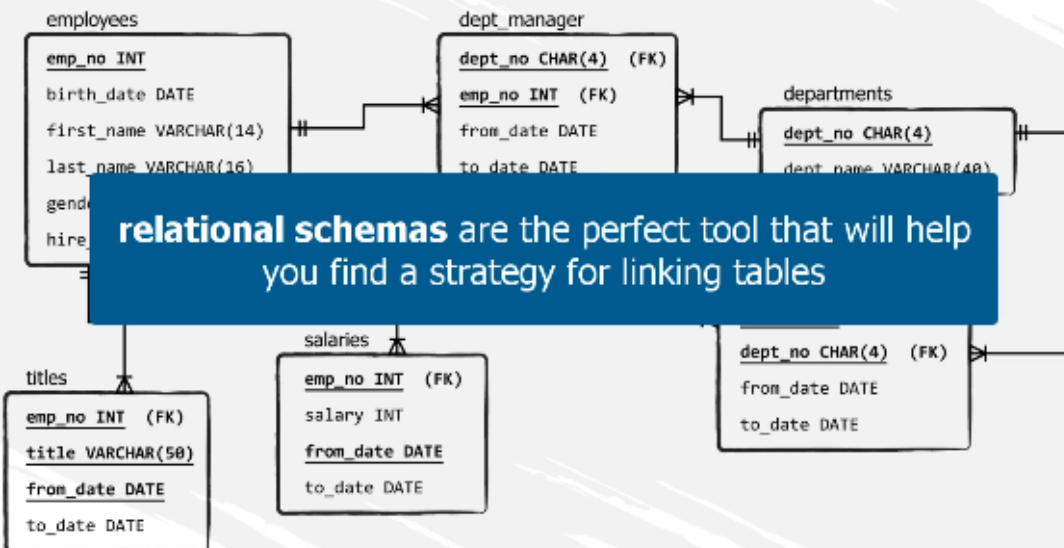 employees
emp_no INT
birth_date DATE
first_name VARCHAR(14)
last_name VARCHAR(16)
dept_manager
dept_no CHAR(4) (FK)
emp_no INT (FK)
from_date DATE
to_date DATE
departments
dept_no CHAR(4)
dept_name VARCHAR(40)
relational schemas are the perfect tool that will help
you find a strategy for linking tables
titles
emp_no INT (FK)
title VARCHAR(50)
from_date DATE
to_date DATE
salaries
emp_no INT (FK)
salary INT
from_date DATE
to_date DATE
dept_no CHAR(4) (FK)
from_date DATE
to_date DATE